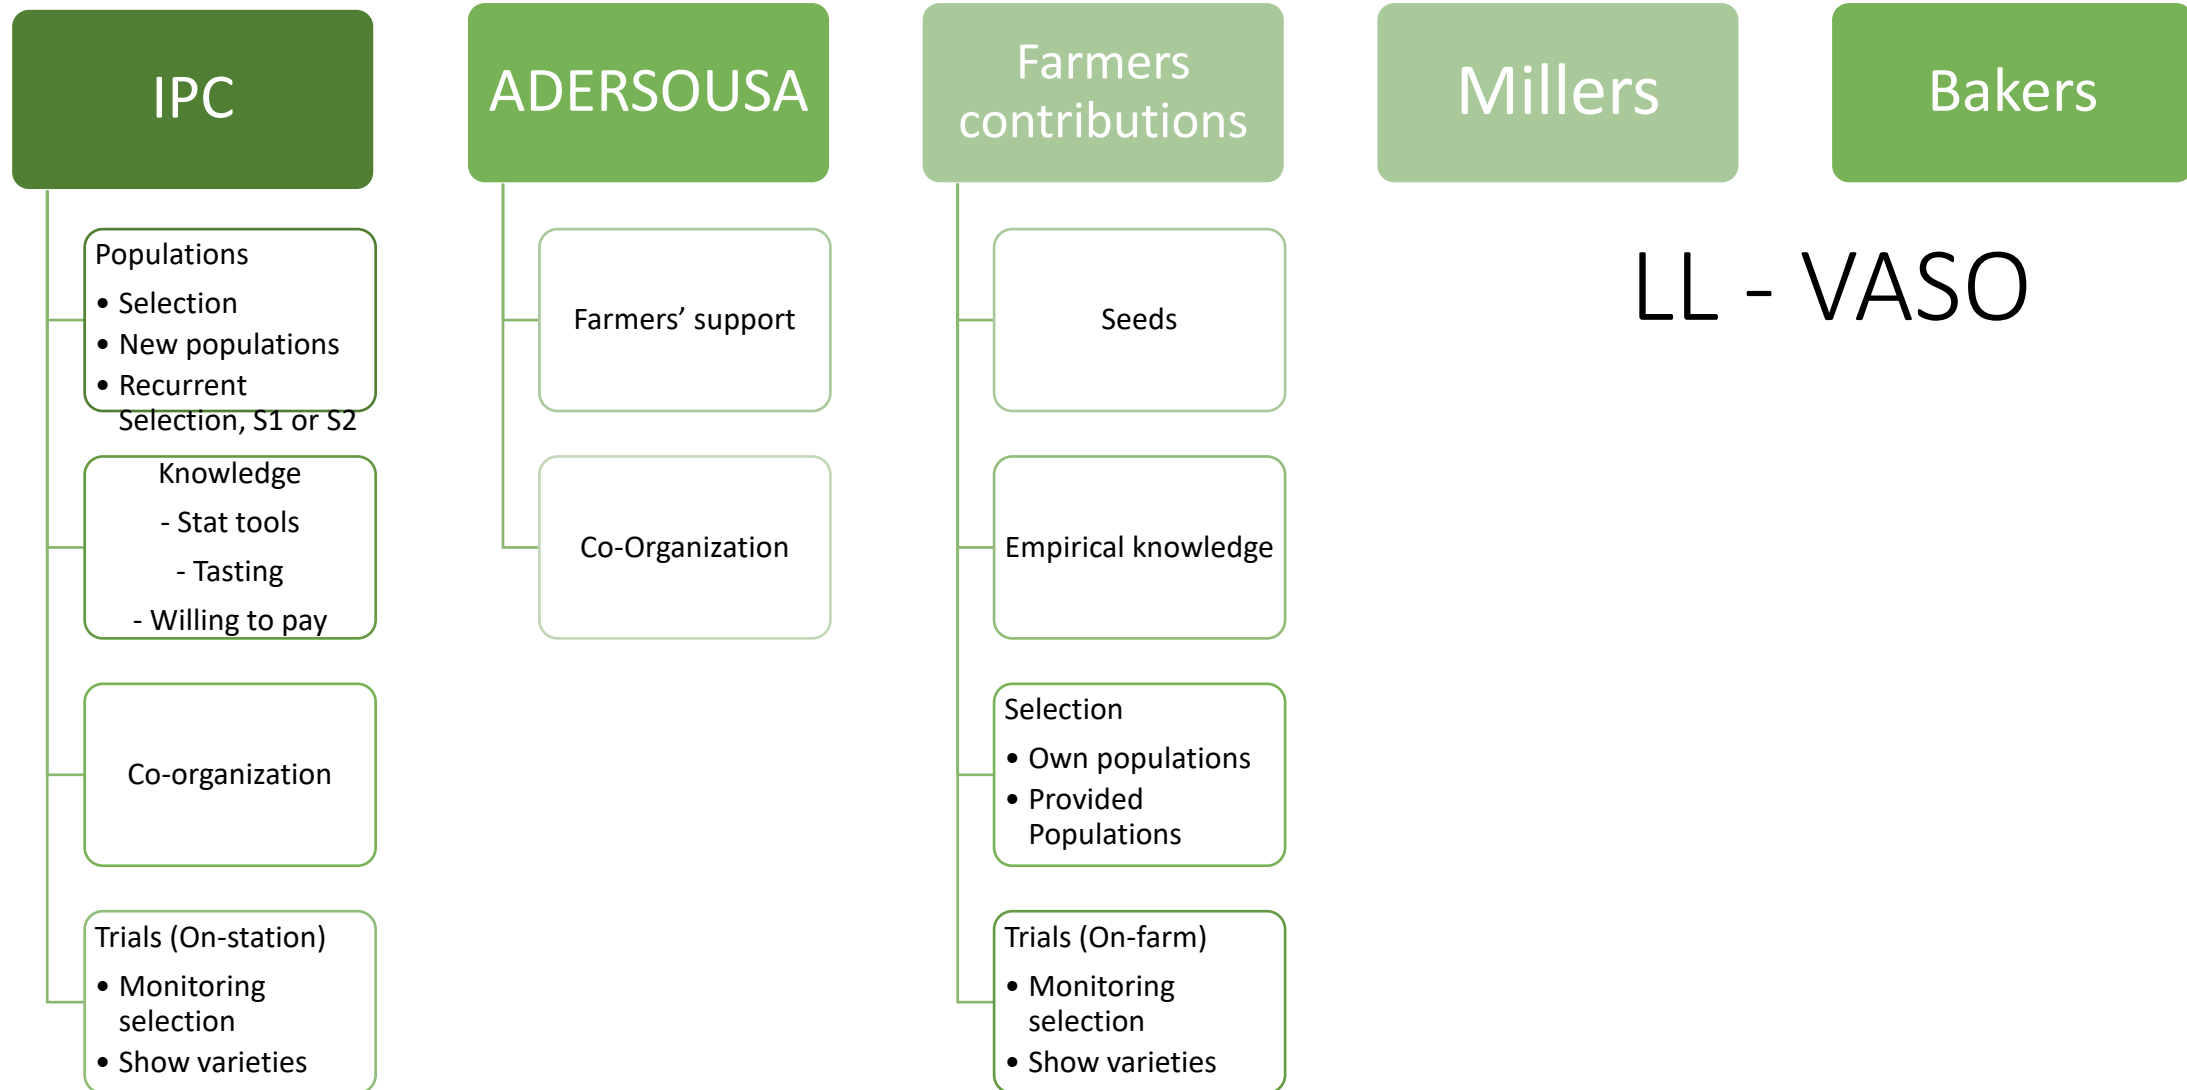 IPC
Populations
• Selection
• New populations
• Recurrent
Selection, S1 or S2
Knowledge
- Stat tools
- Tasting
- Willing to pay
Co-organization
Trials (On-station)
• Monitoring
selection
• Show varieties
ADERSOUSA
Farmers’ support
Co-Organization
Farmers
contributions
Seeds
Empirical knowledge
Selection
• Own populations
• Provided
Populations
Trials (On-farm)
• Monitoring
selection
• Show varieties
Millers
Bakers
LL - VASO